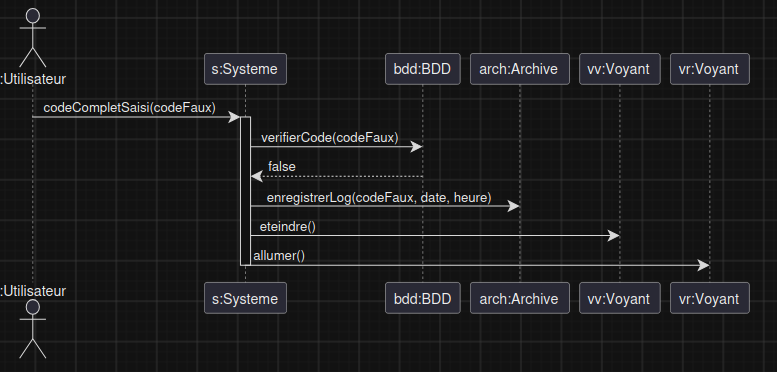 :Utilisateur
s:Systeme
bdd:BDD
arch:Archive
vv:Voyant
vr:Voyant
codeCompletSaisi(codeFaux)
verifierCode(codeFaux)
false
enregistrerLog(codeFaux, date, heure)
eteindre()
allumer()
:Utilisateur
s:Systeme
bdd:BDD
arch:Archive
vv:Voyant
vr:Voyant